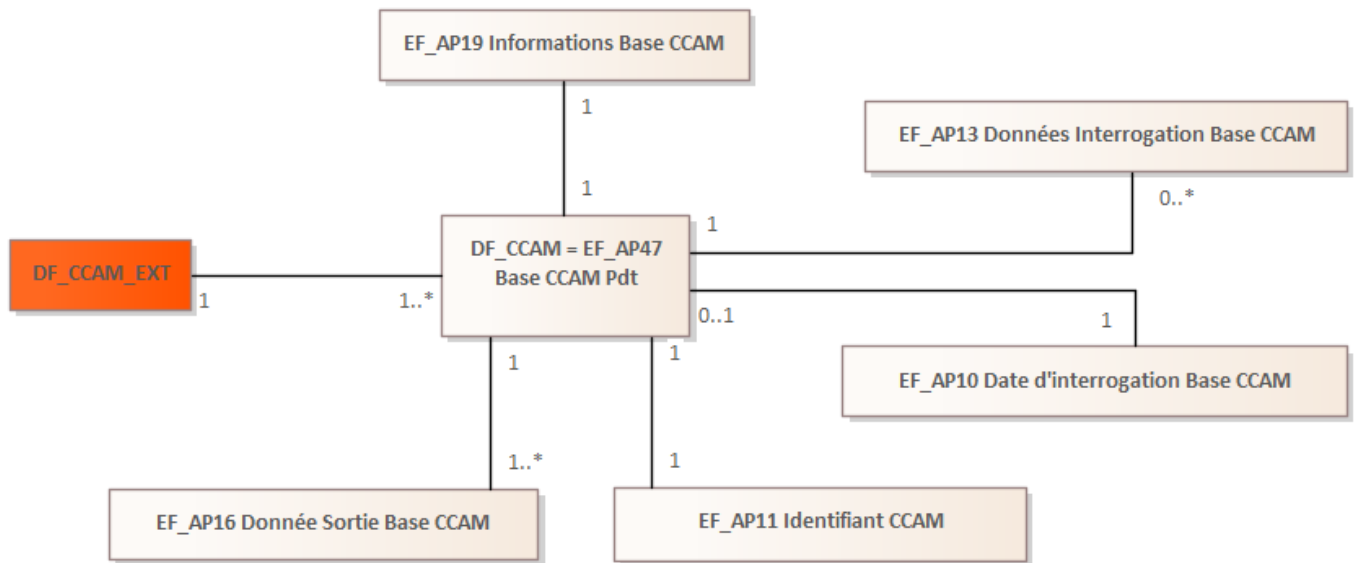 EF_AP19 Informations Base CCAM
1
EF_AP13 Données Interrogation Base CCAM
0..*
1
1
DF_CCAM = EF_AP47
Base CCAM Pdt
DF_CCAM_EXT
1
1..*
0..1
1
EF_AP10 Date d'interrogation Base CCAM
1
1
1..*
1
EF_AP16 Donnée Sortie Base CCAM
EF_AP11 Identifiant CCAM